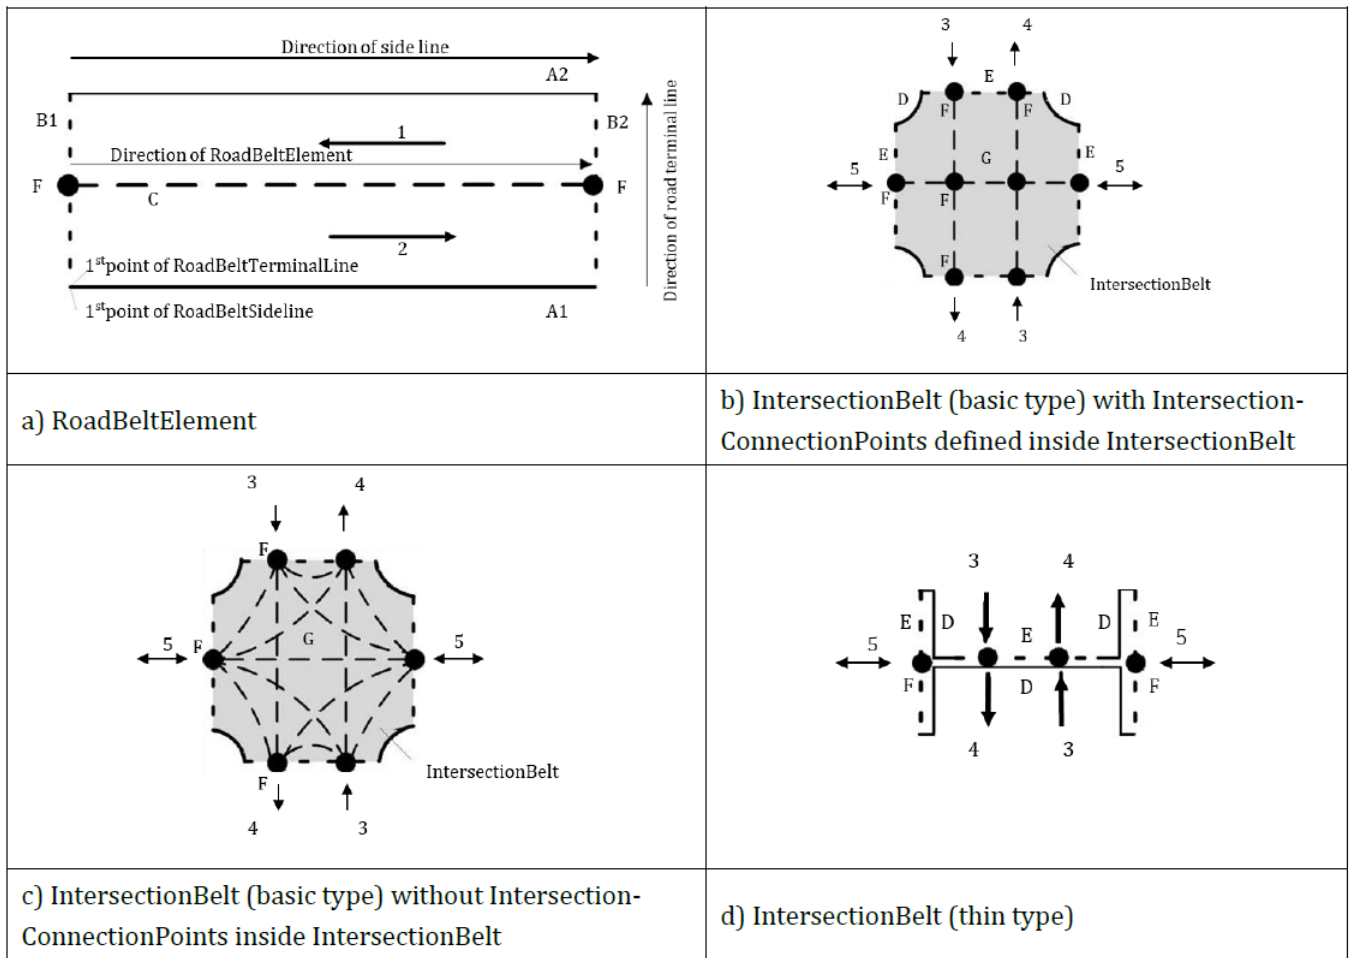 Direction of side line
A2
B1
B2
1
Direction of RoadBeltElement
F
F
C
2
1stpoint of RoadBeltTerminalLine
1stpoint of RoadBeltSideline
A1
Direction of road terminal line
3
4
E
D
D
F
F
E
G
E
5
5
F
F
F
IntersectionBelt
4
3
a) RoadBeltElement
b) IntersectionBelt (basic type) with Intersection-
ConnectionPoints defined inside IntersectionBelt
3
4
F
5
F
G
5
IntersectionBelt
F
4
3
3
4
E
D
E
D
E
5
5
F
D
F
4
3
c) IntersectionBelt (basic type) without Intersection-
ConnectionPoints inside IntersectionBelt
d) IntersectionBelt (thin type)